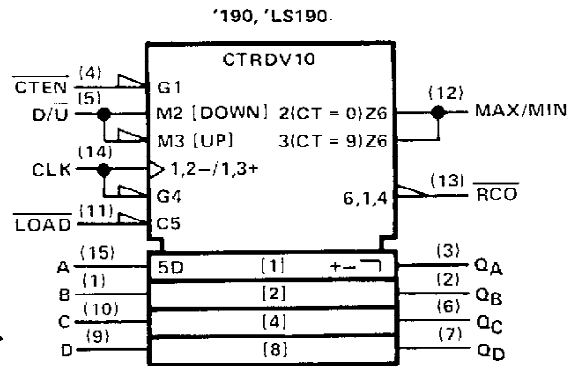 '190, 'LS190
CTRDV10
CTEN (4) G1
D/U (5) M2 [DOWN] 2(CT = 0)Z6 (12) MAX/MIN
M3 [UP] 3(CT = 9)Z6
CLK (14) 1,2−/1,3+
G4 6,1,4 (13) RCO
LOAD (11) C5
A (15) 5D [1] +− (3) QA
B (1) [2] (2) QB
C (10) [4] (6) QC
D (9) [8] (7) QD